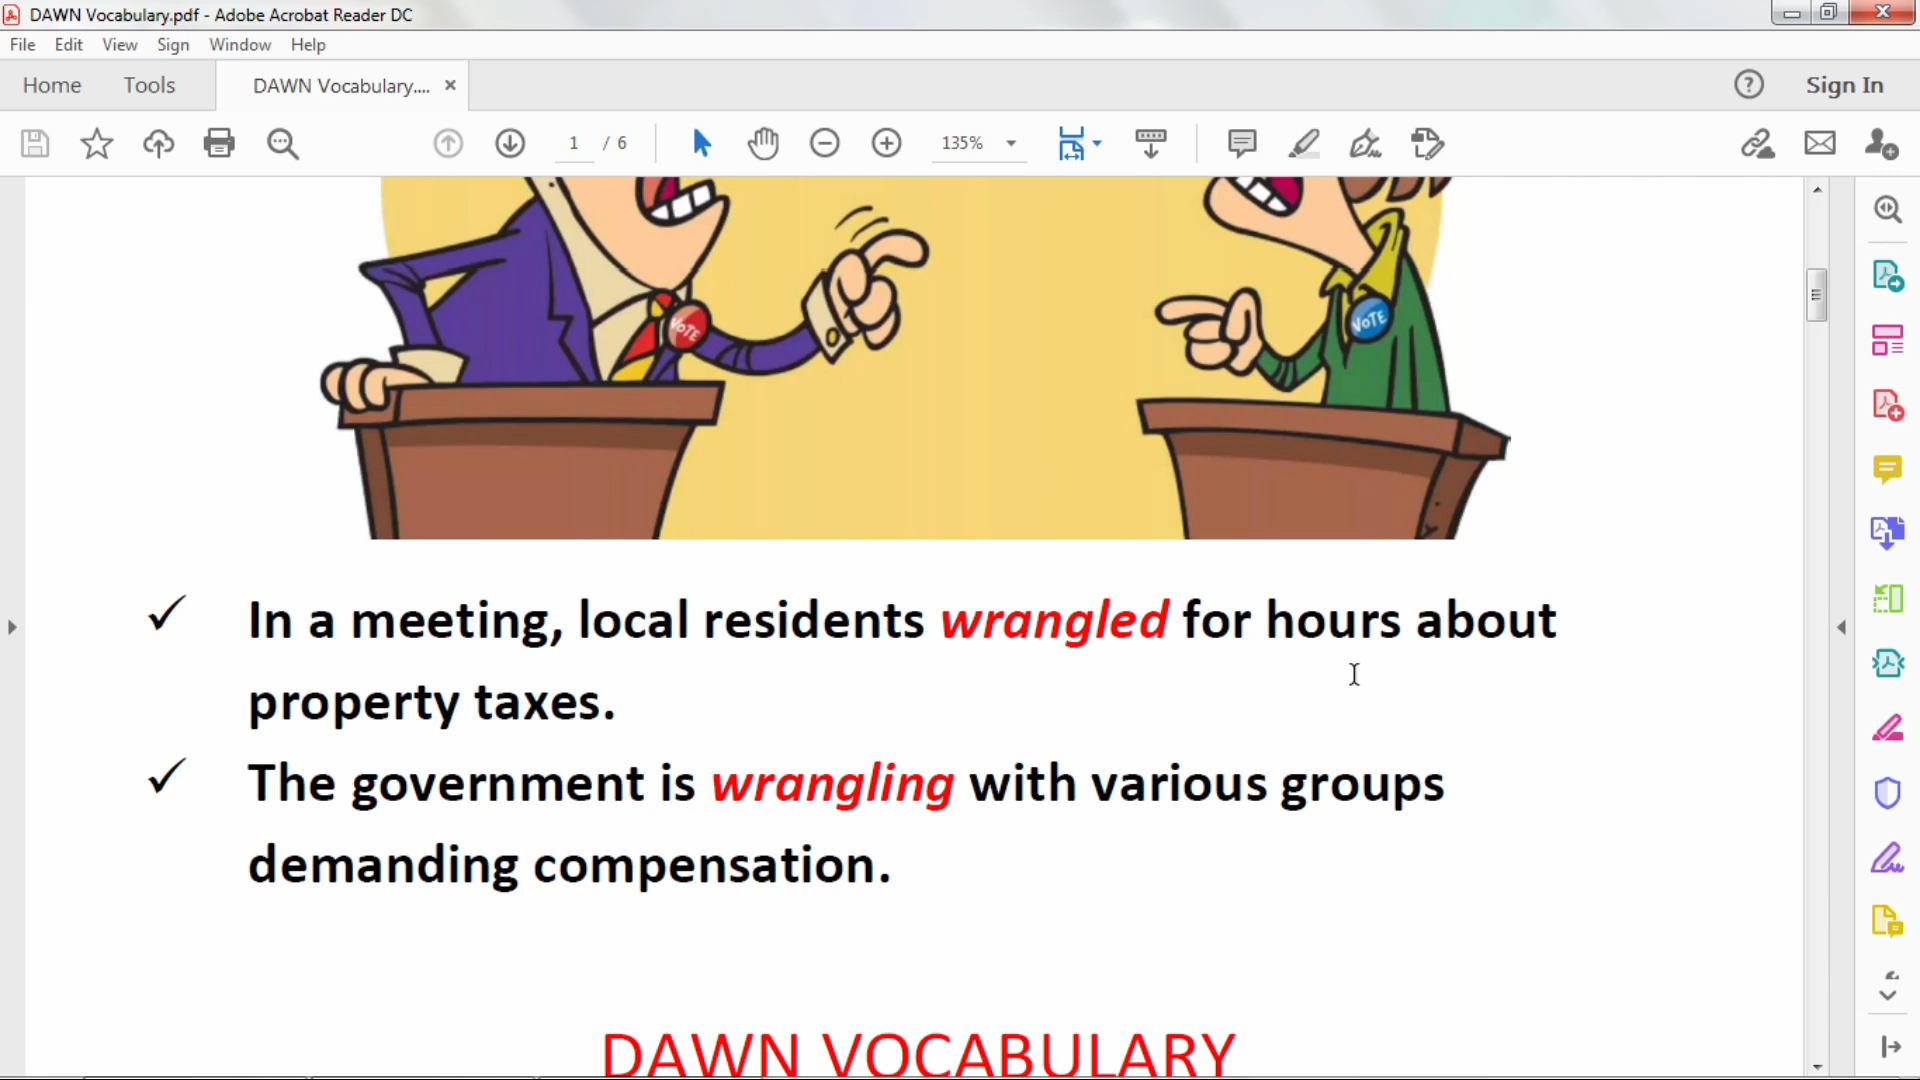 DAWN Vocabulary.pdf - Adobe Acrobat Reader DC
File Edit View Sign Window Help
Home Tools DAWN Vocabulary.... × Sign In
1 / 6 135%
VOTE VOTE
✓ In a meeting, local residents wrangled for hours about
property taxes.
✓ The government is wrangling with various groups
demanding compensation.
DAWN VOCABULARY